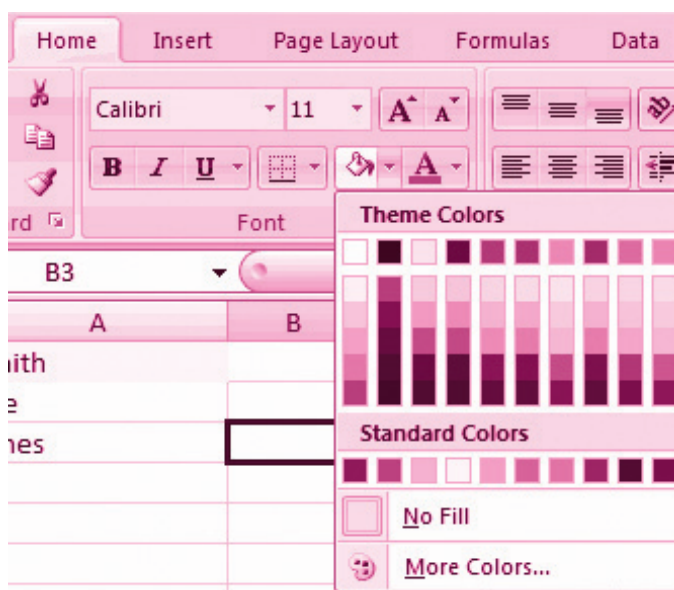 Home Insert Page Layout Formulas Data
Calibri 11 A A
B I U A
rd Font
Theme Colors
B3
A B
ith
e
nes
Standard Colors
No Fill
More Colors...